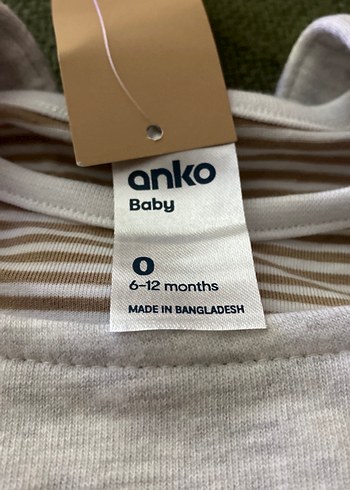 anko
Baby
0
6-12 months
MADE IN BANGLADESH